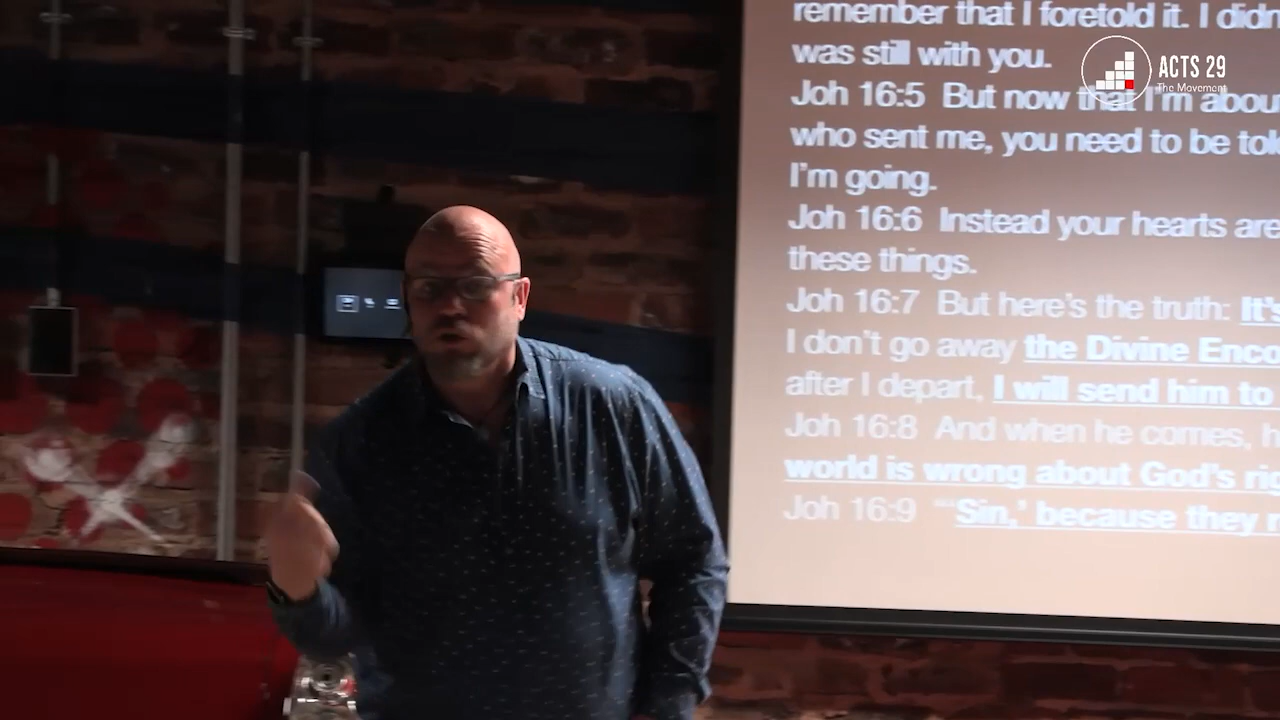 remember that I foretold it. I didn
was still with you.
ACTS 29
The Movement
Joh 16:5 But now that I'm about
who sent me, you need to be tol
I'm going.
Joh 16:6 Instead your hearts are
these things.
Joh 16:7 But here's the truth: It's
I don't go away the Divine Enco
after I depart, I will send him to
Joh 16:8 And when he comes, h
world is wrong about God's rig
Joh 16:9 "'Sin,' because they r